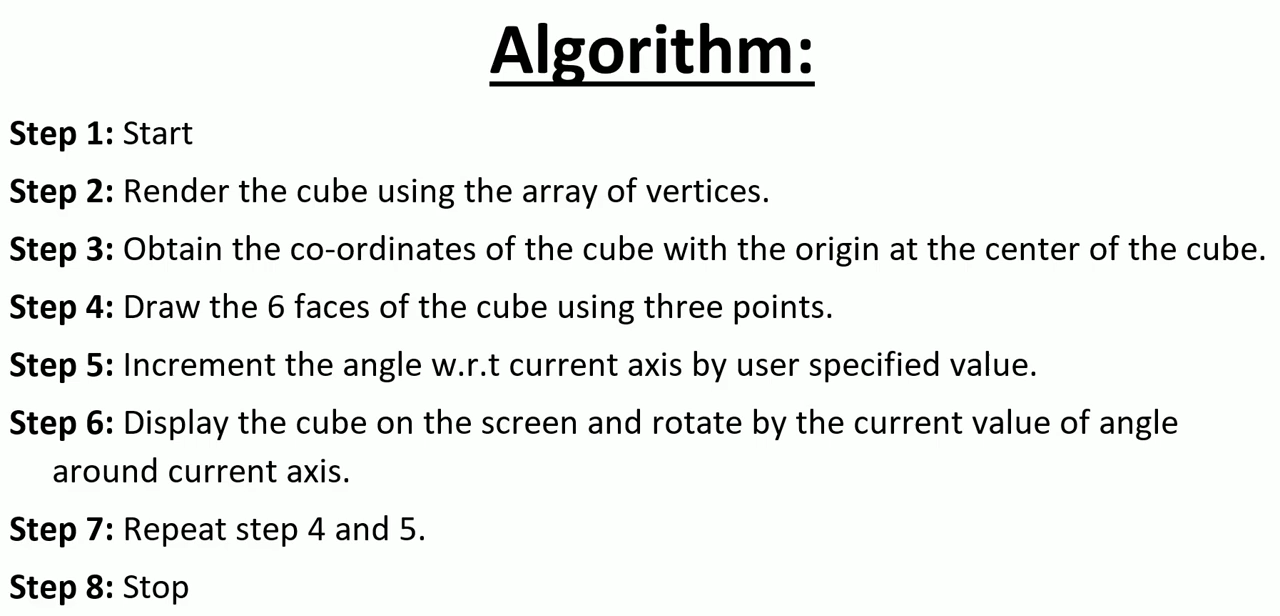 Algorithm:
Step 1: Start
Step 2: Render the cube using the array of vertices.
Step 3: Obtain the co-ordinates of the cube with the origin at the center of the cube.
Step 4: Draw the 6 faces of the cube using three points.
Step 5: Increment the angle w.r.t current axis by user specified value.
Step 6: Display the cube on the screen and rotate by the current value of angle
around current axis.
Step 7: Repeat step 4 and 5.
Step 8: Stop